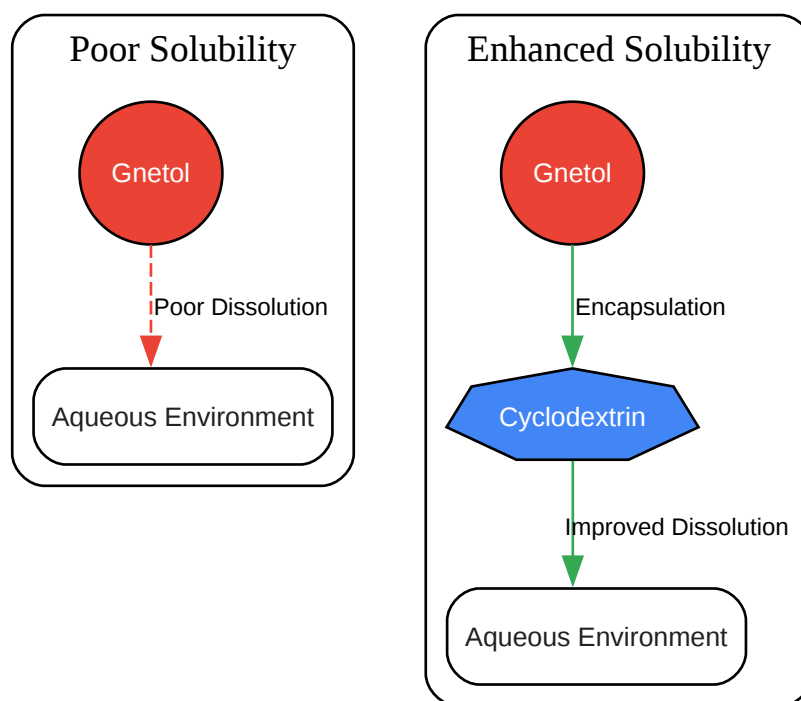 Poor Solubility
Gnetol
Poor Dissolution
Aqueous Environment
Enhanced Solubility
Gnetol
Encapsulation
Cyclodextrin
Improved Dissolution
Aqueous Environment